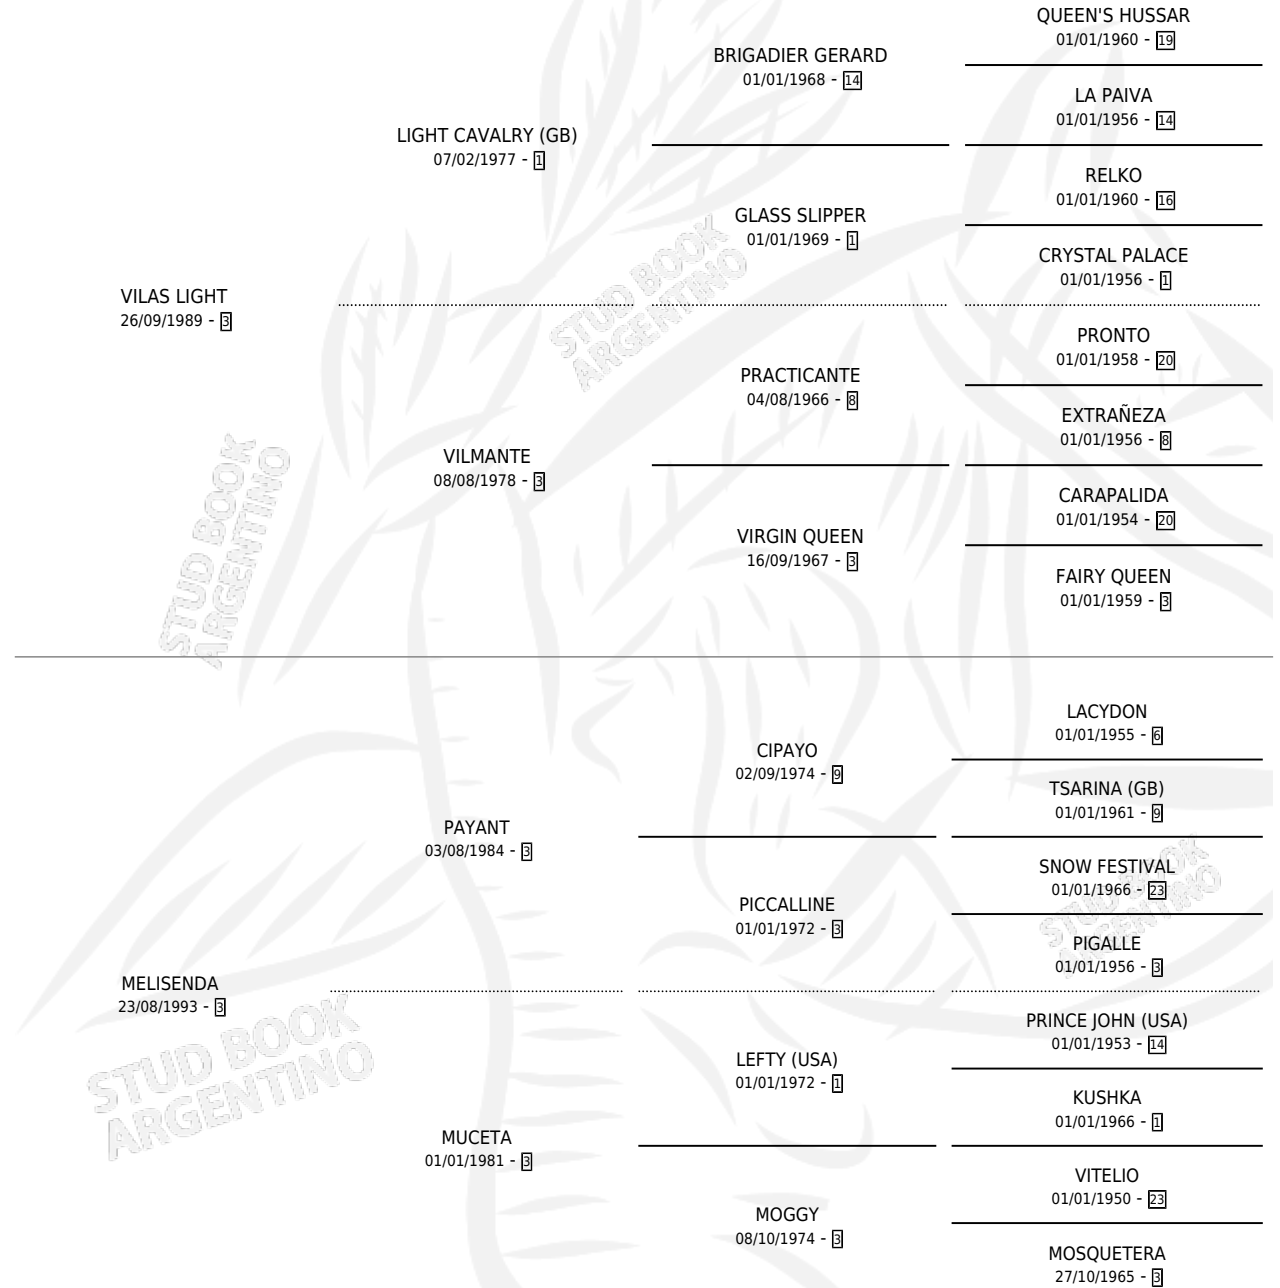 QUEEN'S HUSSAR
01/01/1960 - 19
BRIGADIER GERARD
01/01/1968 - 14
LA PAIVA
01/01/1956 - 14
LIGHT CAVALRY (GB)
07/02/1977 - 1
RELKO
01/01/1960 - 16
GLASS SLIPPER
01/01/1969 - 1
CRYSTAL PALACE
01/01/1956 - 1
VILAS LIGHT
26/09/1989 - 3
STUD BOOK
ARGENTINO
PRONTO
01/01/1958 - 20
PRACTICANTE
04/08/1966 - 8
EXTRAÑEZA
01/01/1956 - 8
VILMANTE
08/08/1978 - 3
CARAPALIDA
01/01/1954 - 20
VIRGIN QUEEN
16/09/1967 - 3
FAIRY QUEEN
01/01/1959 - 3
STUD BOOK
ARGENTINO
LACYDON
01/01/1955 - 6
CIPAYO
02/09/1974 - 9
TSARINA (GB)
01/01/1961 - 9
PAYANT
03/08/1984 - 3
SNOW FESTIVAL
01/01/1966 - 23
PICCALLINE
01/01/1972 - 3
PIGALLE
01/01/1956 - 3
STUD BOOK
ARGENTINO
MELISENDA
23/08/1993 - 3
PRINCE JOHN (USA)
01/01/1953 - 14
LEFTY (USA)
01/01/1972 - 1
KUSHKA
01/01/1966 - 1
STUD BOOK
ARGENTINO
MUCETA
01/01/1981 - 3
VITELIO
01/01/1950 - 23
MOGGY
08/10/1974 - 3
MOSQUETERA
27/10/1965 - 3